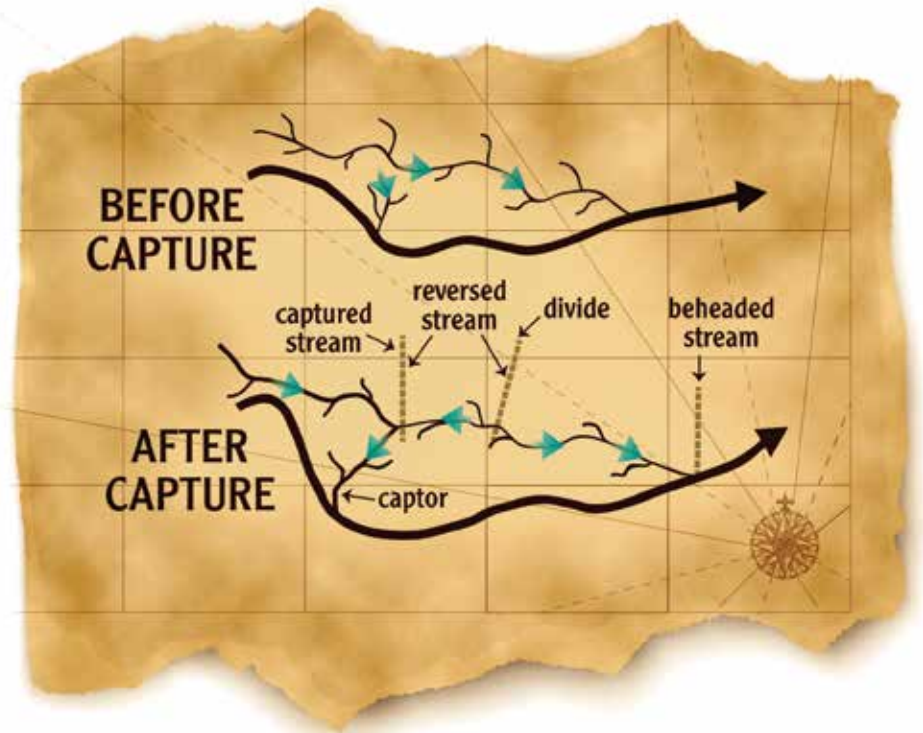 BEFORE
CAPTURE
captured
stream
reversed
stream
divide
beheaded
stream
AFTER
CAPTURE
captor